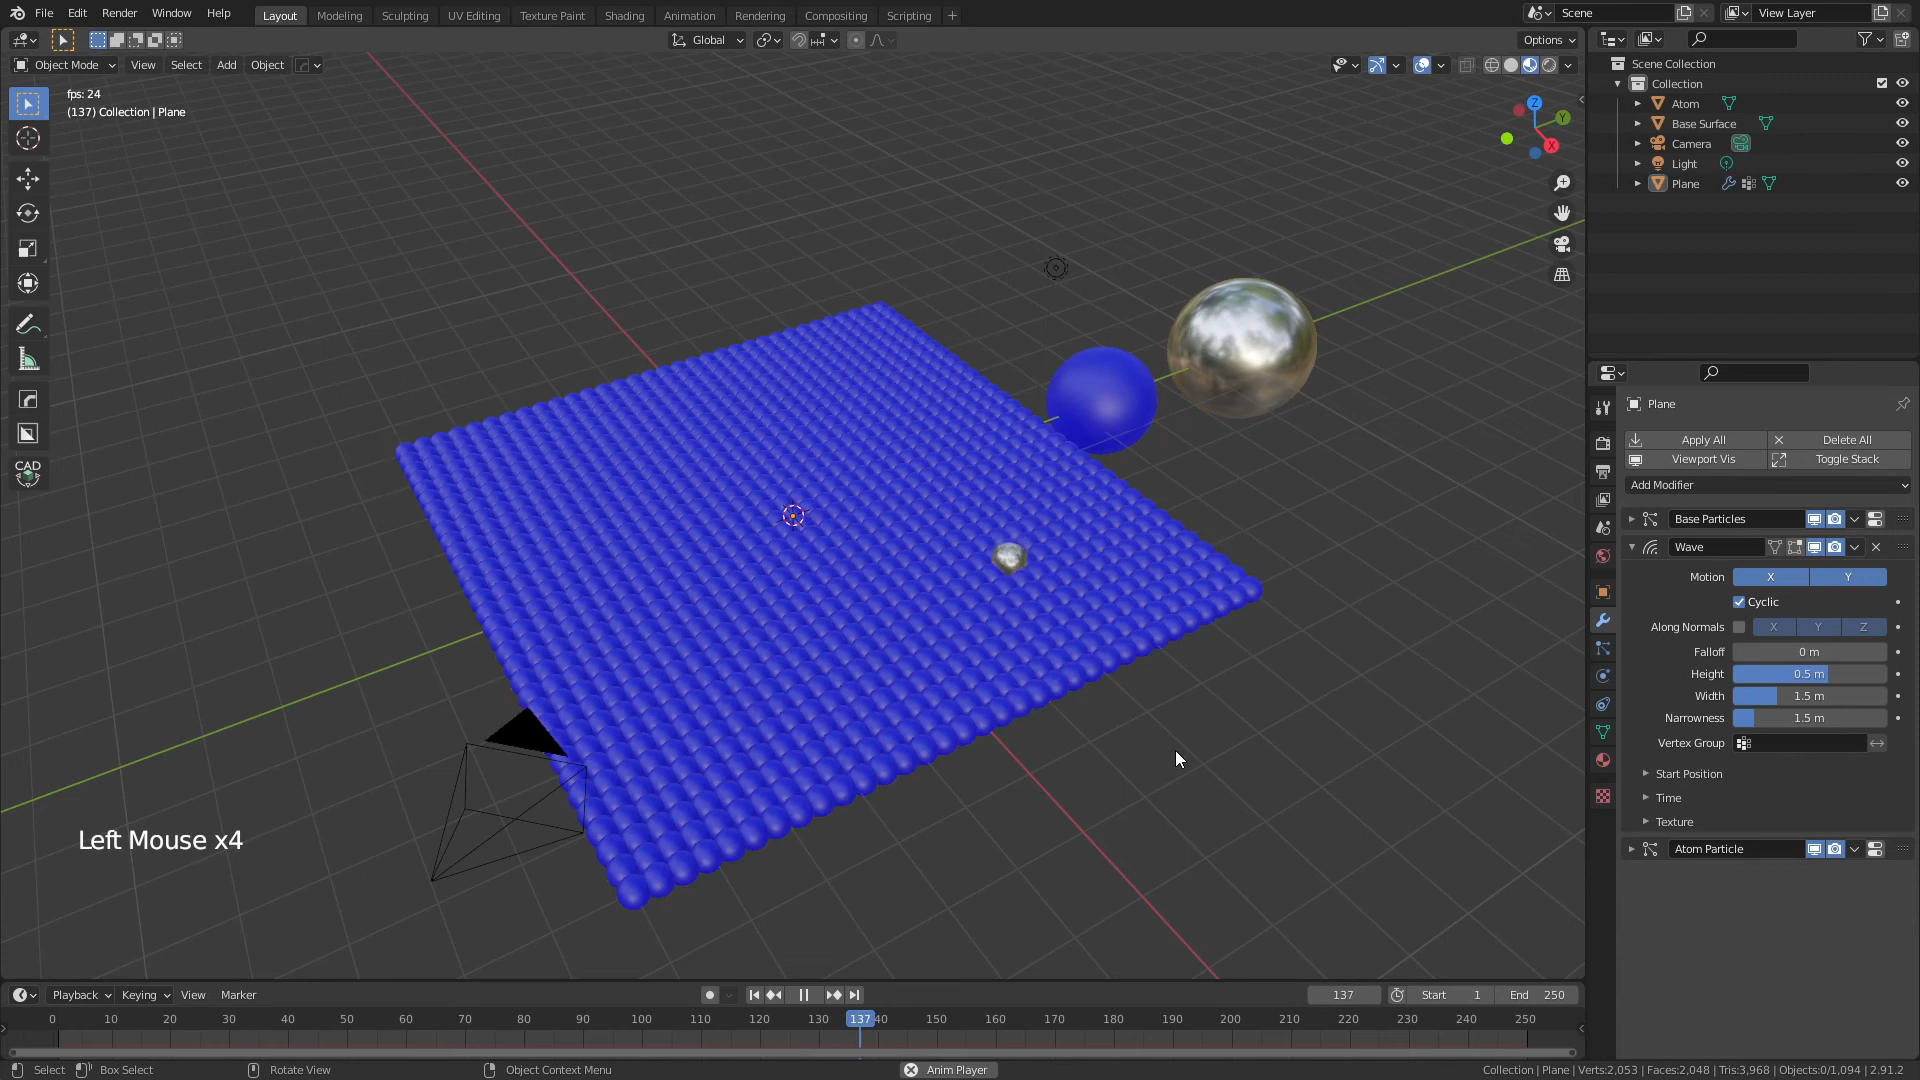 File Edit Render Window Help Layout Modeling Sculpting UV Editing Texture Paint Shading Animation Rendering Compositing Scripting + Scene View Layer
Global Options
Object Mode View Select Add Object
fps: 24
(137) Collection | Plane
Z
Y
X
CAD
Left Mouse x4
Scene Collection
Collection
Atom
Base Surface
Camera
Light
Plane
Plane
Apply All Delete All
Viewport Vis Toggle Stack
Add Modifier
Base Particles
Wave
Motion X Y
Cyclic
Along Normals X Y Z
Falloff 0 m
Height 0.5 m
Width 1.5 m
Narrowness 1.5 m
Vertex Group
Start Position
Time
Texture
Atom Particle
Playback Keying View Marker 137 Start 1 End 250
0 10 20 30 40 50 60 70 80 90 100 110 120 130 137 40 150 160 170 180 190 200 210 220 230 240 250
Select Box Select Rotate View Object Context Menu Anim Player Collection | Plane | Verts:2,053 | Faces:2,048 | Tris:3,968 | Objects:0/1,094 | 2.91.2